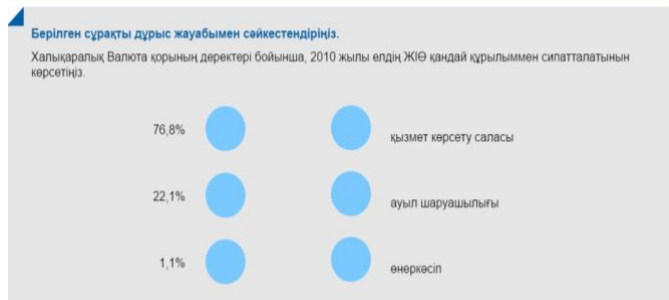 Берілген сұрақты дұрыс жауабымен сәйкестендіріңіз.
Халықаралық Валюта қорының деректері бойынша, 2010 жылы елдің ЖІӨ қандай құрылыммен сипатталатынын
көрсетіңіз.
76,8%
қызмет көрсету саласы
22,1%
ауыл шаруашылығы
1,1%
өнеркәсіп